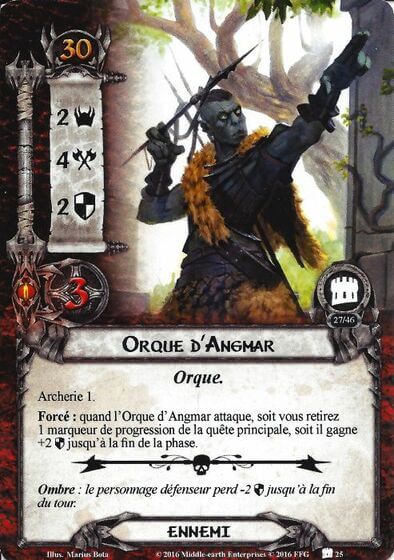 30
2
4
2
3
27/46
Orque d'Angmar
Orque.
Archerie 1.
Forcé : quand l'Orque d'Angmar attaque, soit vous retirez
1 marqueur de progression de la quête principale, soit il gagne
+2 jusqu'à la fin de la phase.
Ombre : le personnage défenseur perd -2 jusqu'à la fin
du tour.
ENNEMI
Illus. Marius Bota
© 2016 Middle-earth Enterprises © 2016 FFG
25